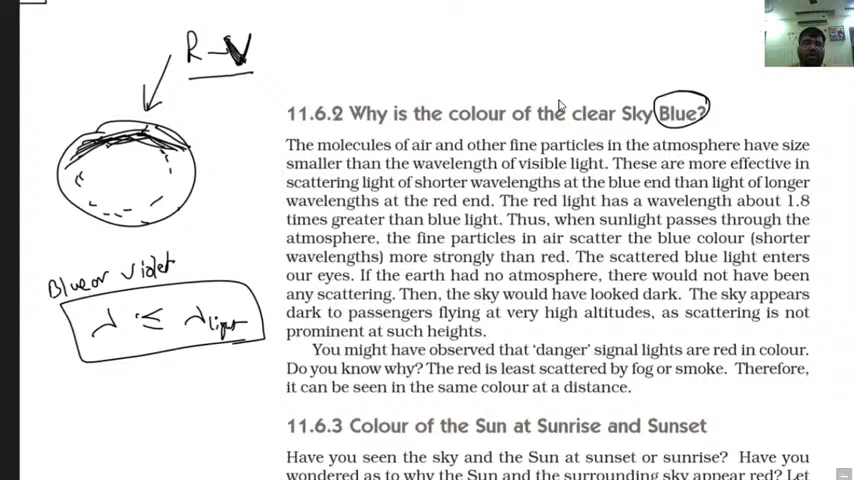 R-V
11.6.2 Why is the colour of the clear Sky Blue?
The molecules of air and other fine particles in the atmosphere have size
smaller than the wavelength of visible light. These are more effective in
scattering light of shorter wavelengths at the blue end than light of longer
wavelengths at the red end. The red light has a wavelength about 1.8
times greater than blue light. Thus, when sunlight passes through the
atmosphere, the fine particles in air scatter the blue colour (shorter
wavelengths) more strongly than red. The scattered blue light enters
our eyes. If the earth had no atmosphere, there would not have been
any scattering. Then, the sky would have looked dark. The sky appears
dark to passengers flying at very high altitudes, as scattering is not
prominent at such heights.
Blue or Violet
λ ≤ λ light
You might have observed that ‘danger’ signal lights are red in colour.
Do you know why? The red is least scattered by fog or smoke. Therefore,
it can be seen in the same colour at a distance.
11.6.3 Colour of the Sun at Sunrise and Sunset
Have you seen the sky and the Sun at sunset or sunrise? Have you
wondered as to why the Sun and the surrounding sky appear red? Let